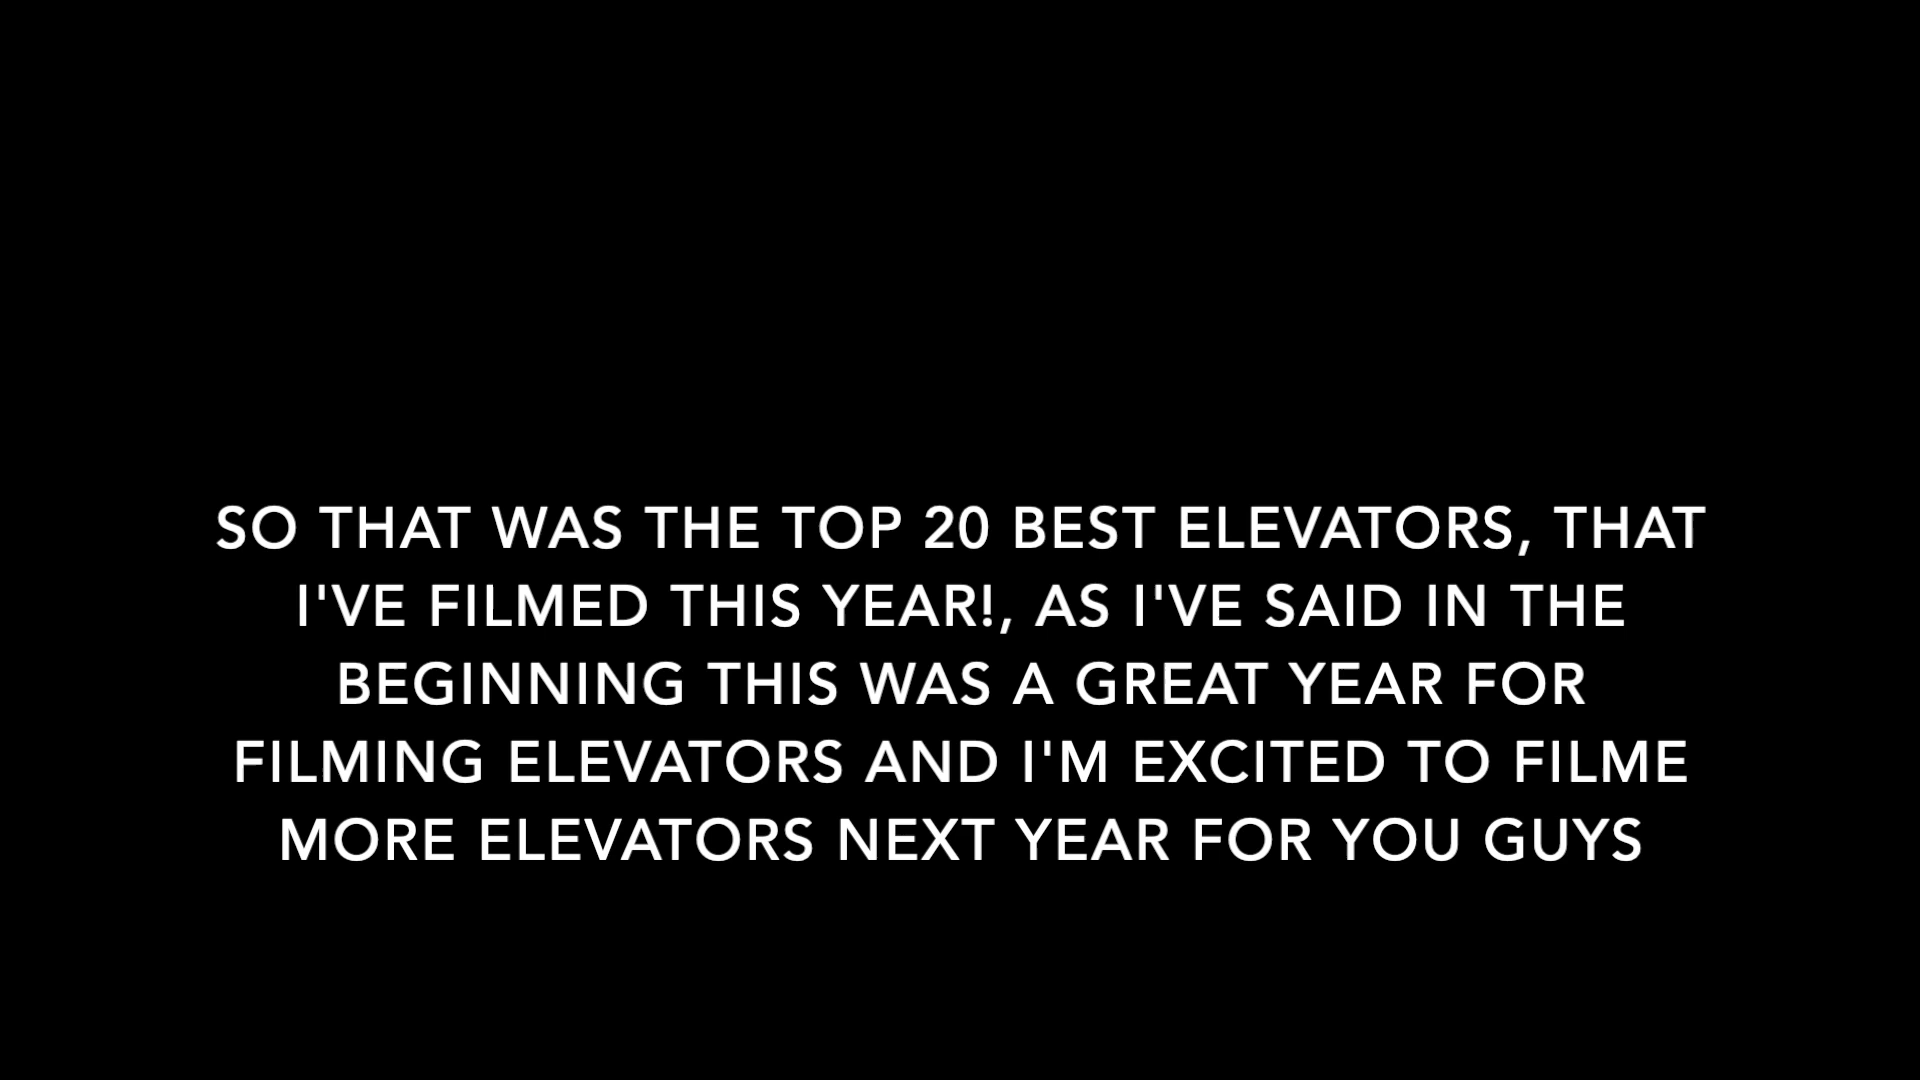 SO THAT WAS THE TOP 20 BEST ELEVATORS, THAT
I'VE FILMED THIS YEAR!, AS I'VE SAID IN THE
BEGINNING THIS WAS A GREAT YEAR FOR
FILMING ELEVATORS AND I'M EXCITED TO FILME
MORE ELEVATORS NEXT YEAR FOR YOU GUYS